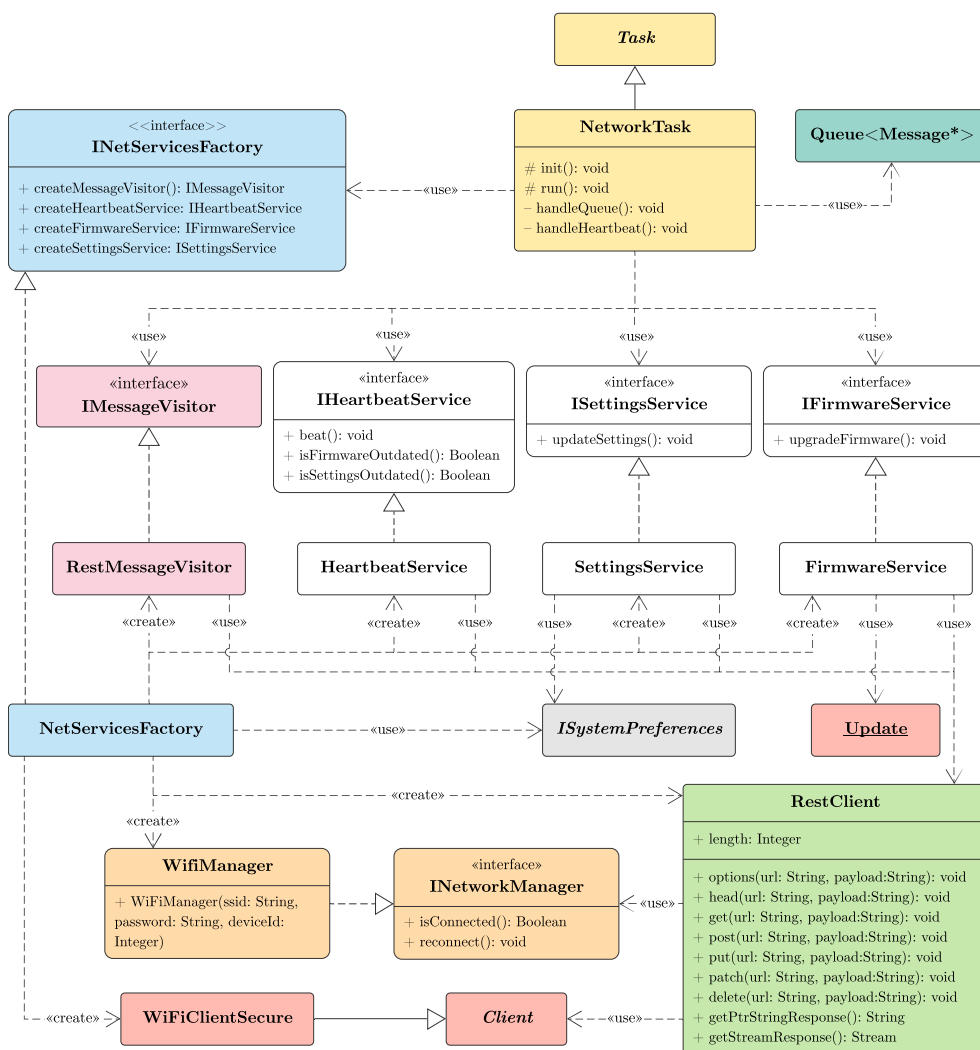 Task
<<interface>>
INetServicesFactory
+ createMessageVisitor(): IMessageVisitor
+ createHeartbeatService: IHeartbeatService
+ createFirmwareService: IFirmwareService
+ createSettingsService: ISettingsService
«use»
NetworkTask
# init(): void
# run(): void
– handleQueue(): void
– handleHeartbeat(): void
Queue<Message*>
«use»
«use»
«use»
«use»
«use»
«interface»
IMessageVisitor
«interface»
IHeartbeatService
+ beat(): void
+ isFirmwareOutdated(): Boolean
+ isSettingsOutdated(): Boolean
«interface»
ISettingsService
+ updateSettings(): void
«interface»
IFirmwareService
+ upgradeFirmware(): void
RestMessageVisitor
HeartbeatService
SettingsService
FirmwareService
«create»
«use»
«create»
«use»
«use»
«create»
«use»
«create»
«use»
«use»
NetServicesFactory
«use»
ISystemPreferences
Update
«create»
«create»
WifiManager
+ WiFiManager(ssid: String,
password: String, deviceId:
Integer)
«interface»
INetworkManager
+ isConnected(): Boolean
+ reconnect(): void
«use»
RestClient
+ length: Integer
+ options(url: String, payload:String): void
+ head(url: String, payload:String): void
+ get(url: String, payload:String): void
+ post(url: String, payload:String): void
+ put(url: String, payload:String): void
+ patch(url: String, payload:String): void
+ delete(url: String, payload:String): void
+ getPtrStringResponse(): String
+ getStreamResponse(): Stream
«create»
WiFiClientSecure
Client
«use»